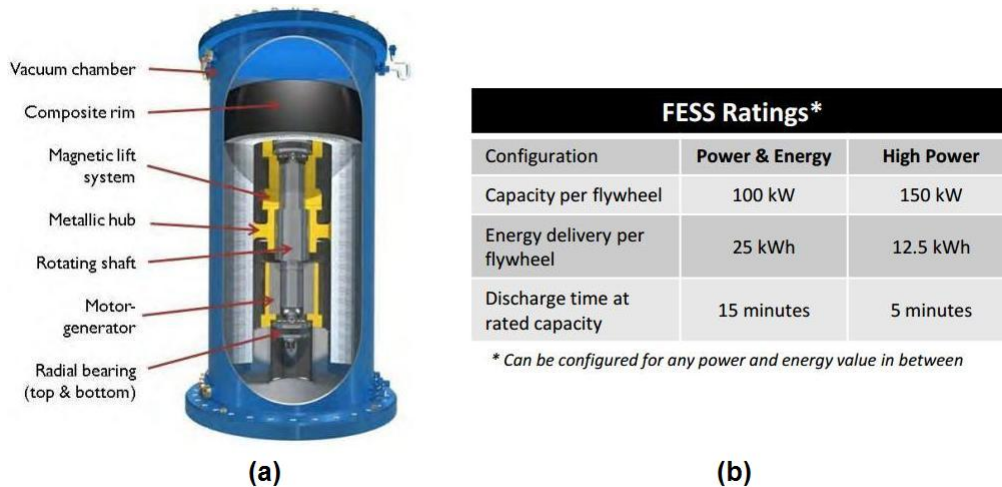 Vacuum chamber
Composite rim
Magnetic lift
system
Metallic hub
Rotating shaft
Motor-
generator
Radial bearing
(top & bottom)
(a)
FESS Ratings*
Configuration Power & Energy High Power
Capacity per flywheel 100 kW 150 kW
Energy delivery per
flywheel 25 kWh 12.5 kWh
Discharge time at
rated capacity 15 minutes 5 minutes
* Can be configured for any power and energy value in between
(b)